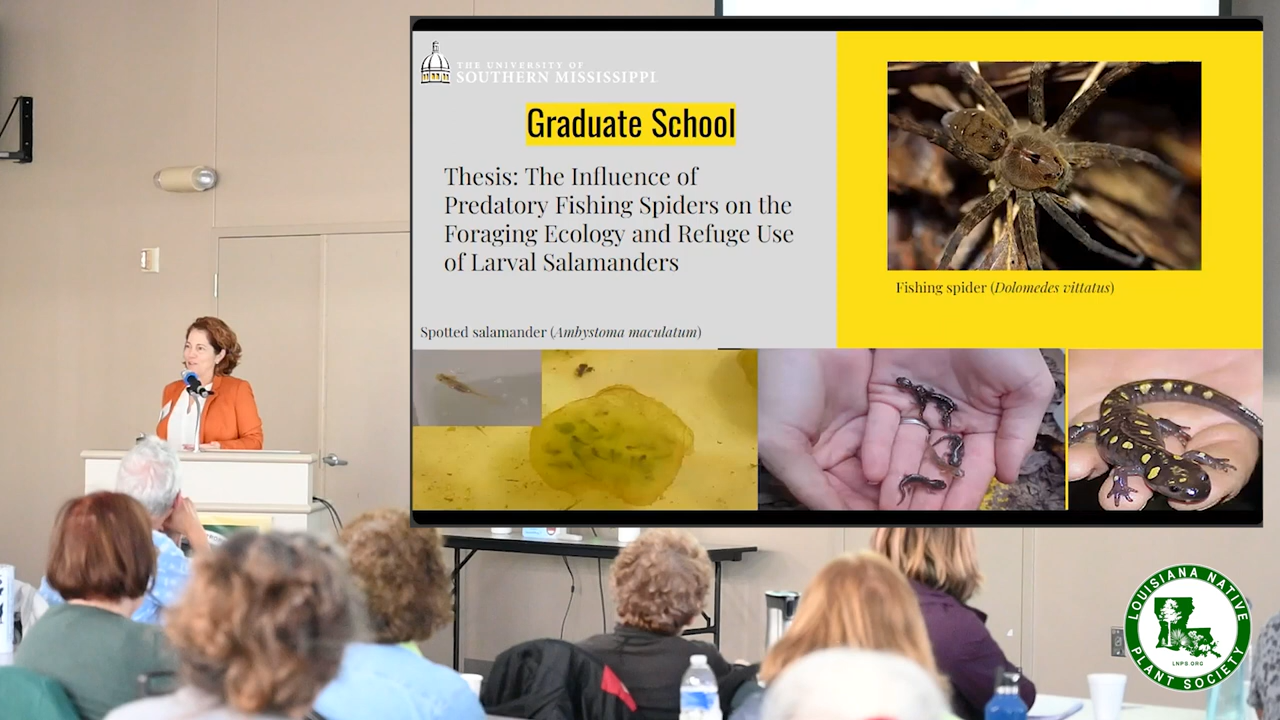 THE UNIVERSITY OF
SOUTHERN MISSISSIPPI
Graduate School
Thesis: The Influence of
Predatory Fishing Spiders on the
Foraging Ecology and Refuge Use
of Larval Salamanders
Fishing spider (Dolomedes vittatus)
Spotted salamander (Ambystoma maculatum)
LOUISIANA NATIVE
LNPS.ORG
PLANT SOCIETY